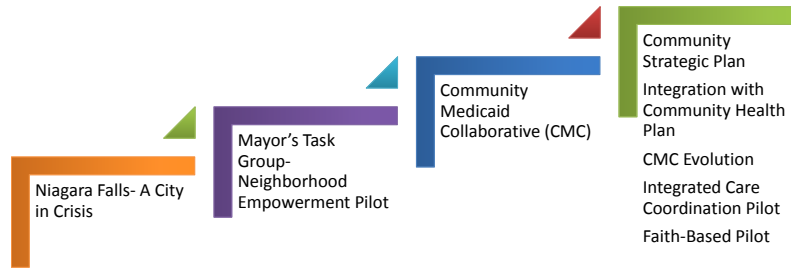 Niagara Falls- A City
in Crisis
Mayor's Task
Group-
Neighborhood
Empowerment Pilot
Community
Medicaid
Collaborative (CMC)
Community
Strategic Plan
Integration with
Community Health
Plan
CMC Evolution
Integrated Care
Coordination Pilot
Faith-Based Pilot